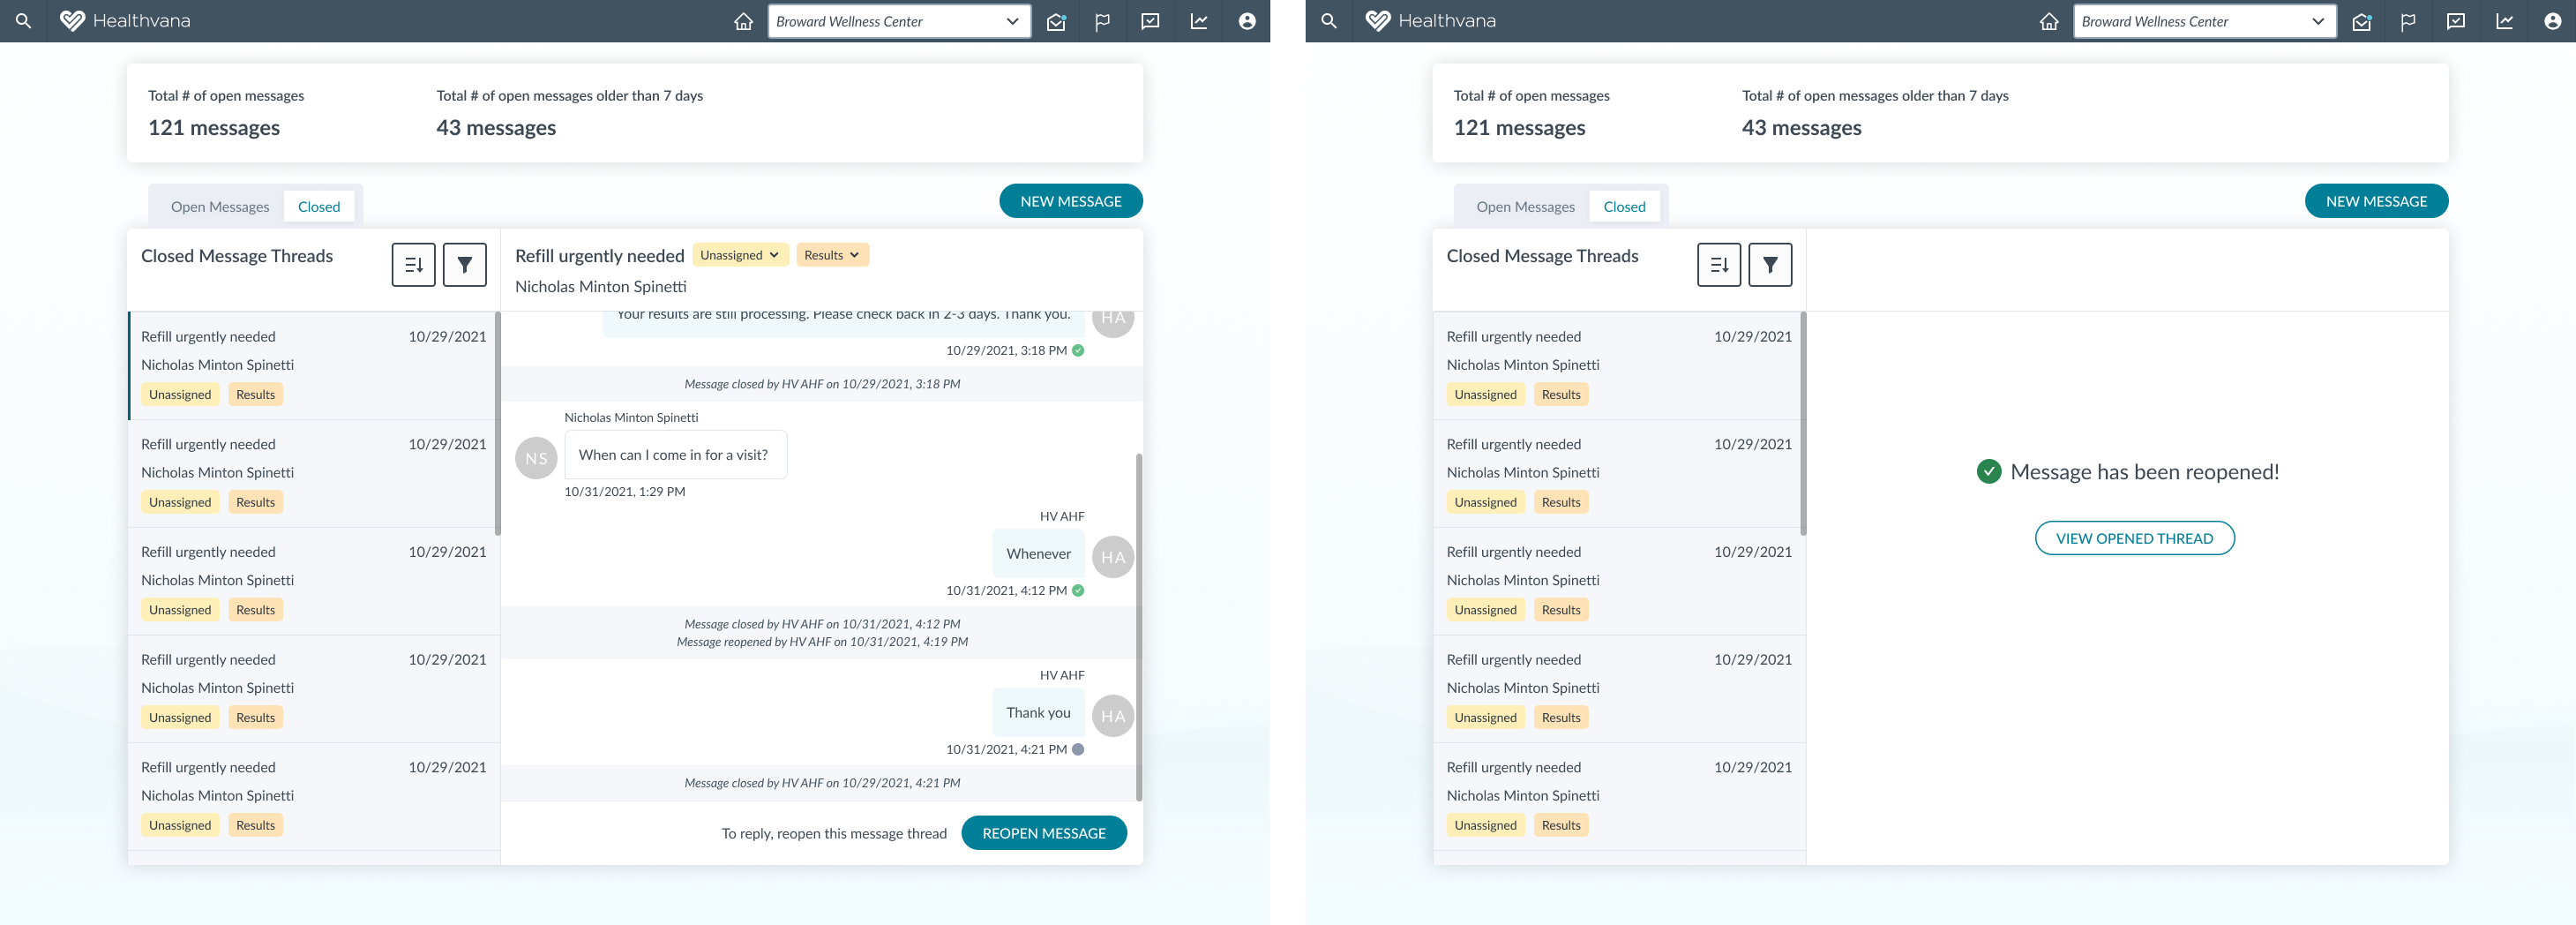 Healthvana
Broward Wellness Center
Total # of open messages
121 messages
Total # of open messages older than 7 days
43 messages
Open Messages
Closed
NEW MESSAGE
Closed Message Threads
Refill urgently needed 10/29/2021
Nicholas Minton Spinetti
Unassigned Results
Refill urgently needed 10/29/2021
Nicholas Minton Spinetti
Unassigned Results
Refill urgently needed 10/29/2021
Nicholas Minton Spinetti
Unassigned Results
Refill urgently needed 10/29/2021
Nicholas Minton Spinetti
Unassigned Results
Refill urgently needed 10/29/2021
Nicholas Minton Spinetti
Unassigned Results
Refill urgently needed Unassigned Results
Nicholas Minton Spinetti
Your results are still processing. Please check back in 2-3 days. Thank you.
HA
10/29/2021, 3:18 PM
Message closed by HV AHF on 10/29/2021, 3:18 PM
Nicholas Minton Spinetti
NS
When can I come in for a visit?
10/31/2021, 1:29 PM
HV AHF
Whenever
HA
10/31/2021, 4:12 PM
Message closed by HV AHF on 10/31/2021, 4:12 PM
Message reopened by HV AHF on 10/31/2021, 4:19 PM
HV AHF
Thank you
HA
10/31/2021, 4:21 PM
Message closed by HV AHF on 10/29/2021, 4:21 PM
To reply, reopen this message thread
REOPEN MESSAGE
Healthvana
Broward Wellness Center
Total # of open messages
121 messages
Total # of open messages older than 7 days
43 messages
Open Messages
Closed
NEW MESSAGE
Closed Message Threads
Refill urgently needed 10/29/2021
Nicholas Minton Spinetti
Unassigned Results
Refill urgently needed 10/29/2021
Nicholas Minton Spinetti
Unassigned Results
Refill urgently needed 10/29/2021
Nicholas Minton Spinetti
Unassigned Results
Refill urgently needed 10/29/2021
Nicholas Minton Spinetti
Unassigned Results
Refill urgently needed 10/29/2021
Nicholas Minton Spinetti
Unassigned Results
Message has been reopened!
VIEW OPENED THREAD